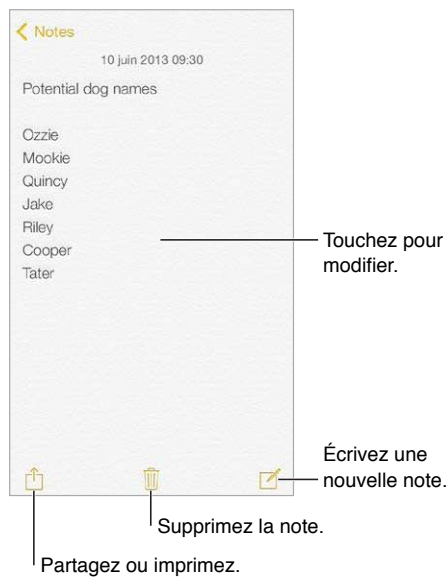 Notes
10 juin 2013 09:30
Potential dog names
Ozzie
Mookie
Quincy
Jake
Riley
Cooper
Tater
Touchez pour
modifier.
Écrivez une
nouvelle note.
Supprimez la note.
Partagez ou imprimez.